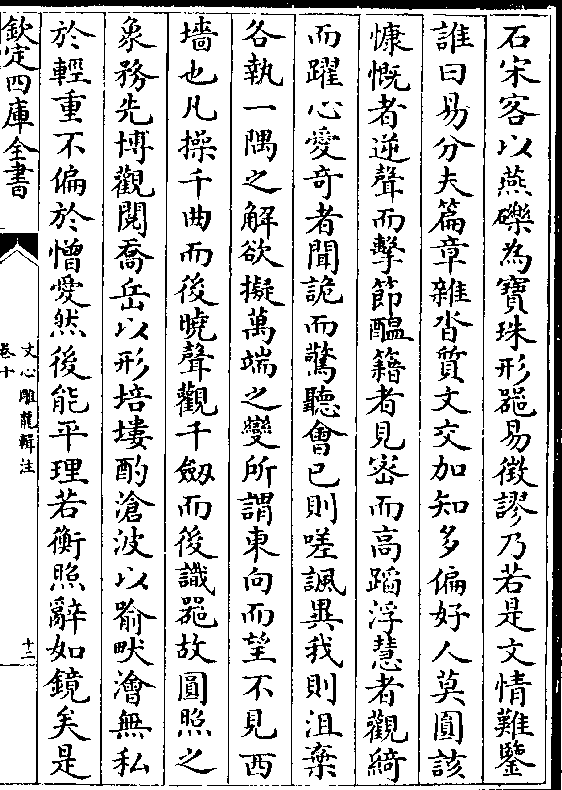 石宋客以燕礫為寶珠形器易徵謬乃若是文情難鑒
誰曰易分夫篇章雜沓質文交加知多偏好人莫圓該
慷慨者逆聲而擊節醖籍者見宻而高蹈浮慧者觀綺
而躍心愛奇者聞詭而驚聽會已則嗟諷異我則沮棄
各執一隅之解欲擬萬端之變所謂東向而望不見西
墻也凡操千曲而後曉聲觀千劔而後識器故圓照之
象務先博觀閲喬岳以形培塿酌滄波以喻畎澮無私
於輕重不偏於憎愛然後能平理若衡照辭如鏡矣是
欽定四庫全書
文心雕龍輯注
卷十
十二